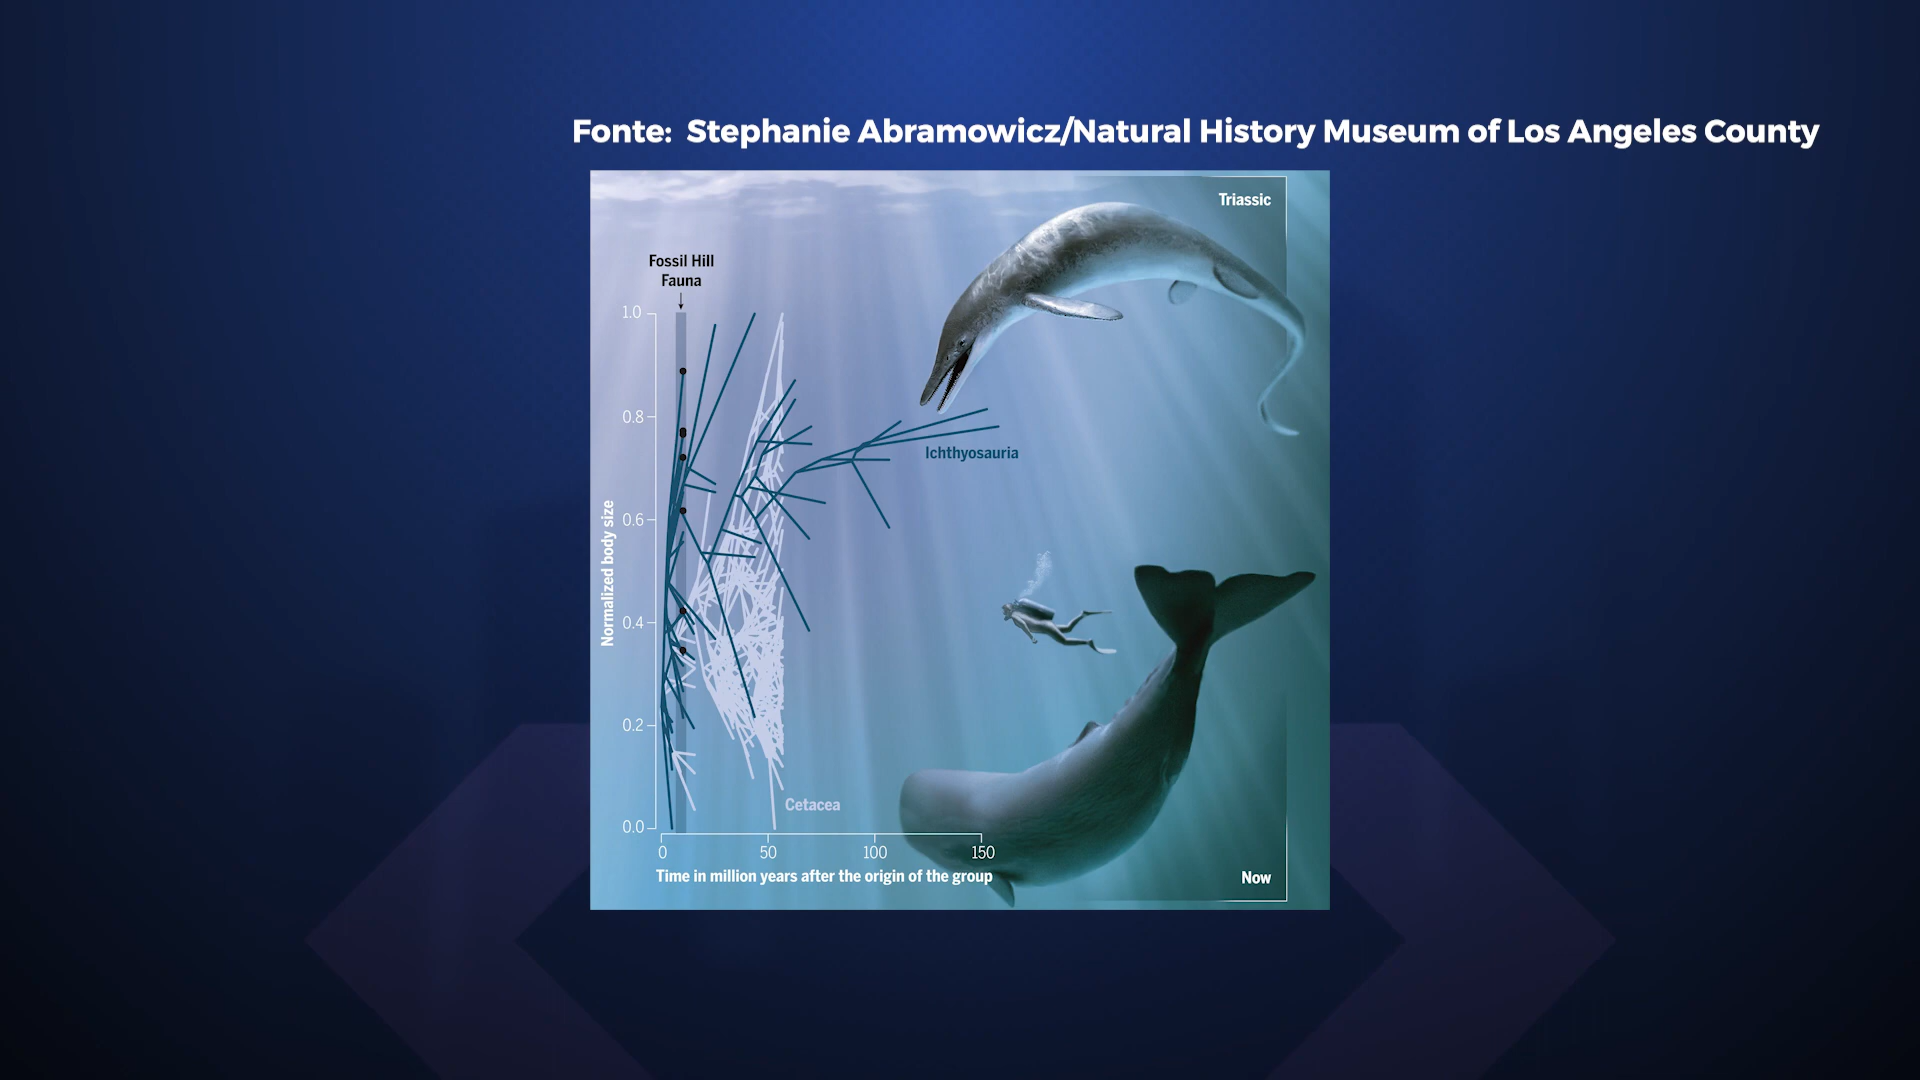 Fonte: Stephanie Abramowicz/Natural History Museum of Los Angeles County
Triassic
Fossil Hill
Fauna
1.0
0.8
0.6
0.4
0.2
0.0
Normalized body size
Ichthyosauria
Cetacea
0 50 100 150
Time in million years after the origin of the group
Now